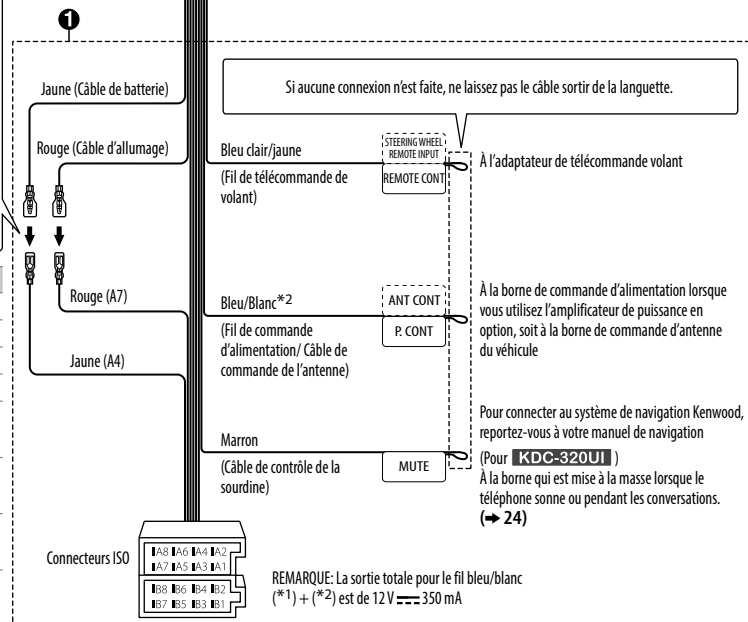 1
Jaune (Câble de batterie)
Rouge (Câble d'allumage)
Rouge (A7)
Jaune (A4)
Si aucune connexion n'est faite, ne laissez pas le câble sortir de la languette.
Bleu clair/jaune
(Fil de télécommande de
volant)
STEERING WHEEL
REMOTE INPUT
REMOTE CONT
À l'adaptateur de télécommande volant
Bleu/Blanc*2
(Fil de commande
d'alimentation/ Câble de
commande de l'antenne)
ANT CONT
P. CONT
À la borne de commande d'alimentation lorsque
vous utilisez l'amplificateur de puissance en
option, soit à la borne de commande d'antenne
du véhicule
Marron
(Câble de contrôle de la
sourdine)
MUTE
Pour connecter au système de navigation Kenwood,
reportez-vous à votre manuel de navigation
(Pour KDC-320UI )
À la borne qui est mise à la masse lorsque le
téléphone sonne ou pendant les conversations.
(➜ 24)
Connecteurs ISO
A8 A6 A4 A2
A7 A5 A3 A1
B8 B6 B4 B2
B7 B5 B3 B1
REMARQUE: La sortie totale pour le fil bleu/blanc
(*1) + (*2) est de 12 V ⎓ 350 mA